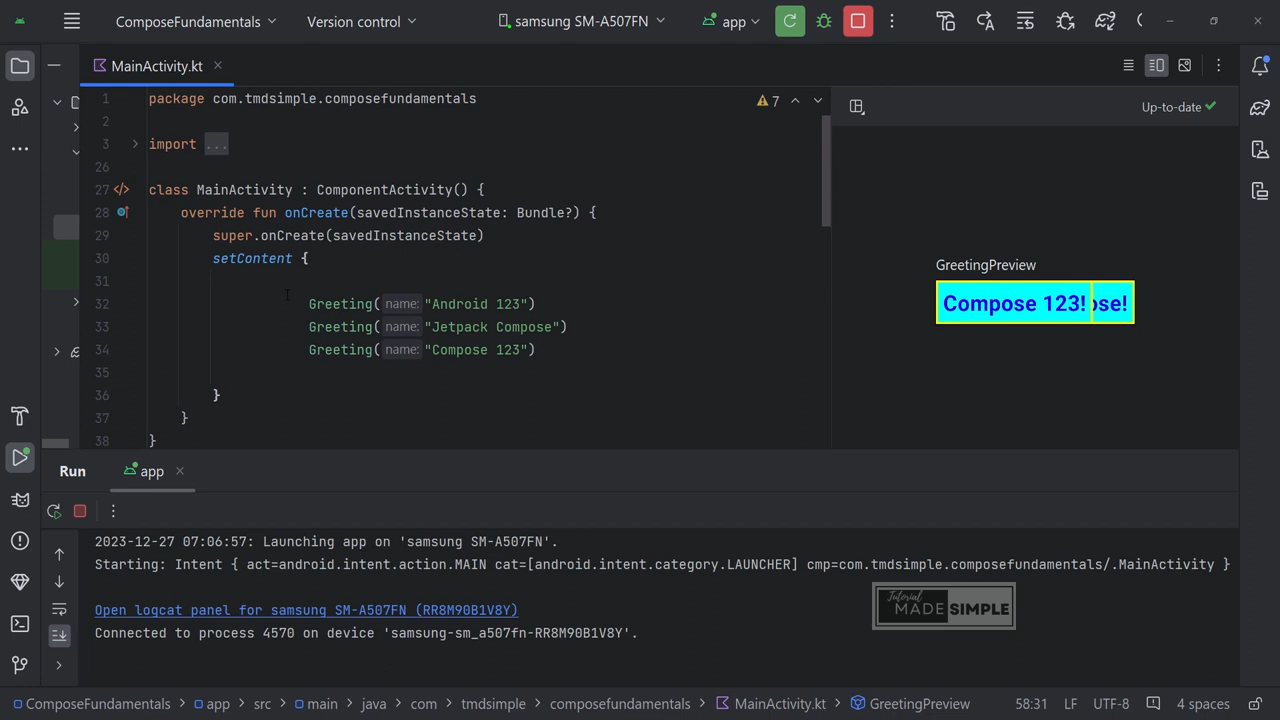 ComposeFundamentals Version control samsung SM-A507FN app
MainActivity.kt
1 package com.tmdsimple.composefundamentals
7
Up-to-date
2
3 import ...
26
27 class MainActivity : ComponentActivity() {
28 override fun onCreate(savedInstanceState: Bundle?) {
29 super.onCreate(savedInstanceState)
30 setContent {
31
32 Greeting( name: "Android 123")
33 Greeting( name: "Jetpack Compose")
34 Greeting( name: "Compose 123")
35
36 }
37 }
38 }
GreetingPreview
Compose 123! ose!
Run app
2023-12-27 07:06:57: Launching app on 'samsung SM-A507FN'.
Starting: Intent { act=android.intent.action.MAIN cat=[android.intent.category.LAUNCHER] cmp=com.tmdsimple.composefundamentals/.MainActivity }
Open logcat panel for samsung SM-A507FN (RR8M90B1V8Y)
Connected to process 4570 on device 'samsung-sm_a507fn-RR8M90B1V8Y'.
Tutorial
MADE SIMPLE
ComposeFundamentals > app > src > main > java > com > tmdsimple > composefundamentals > MainActivity.kt > GreetingPreview 58:31 LF UTF-8 4 spaces